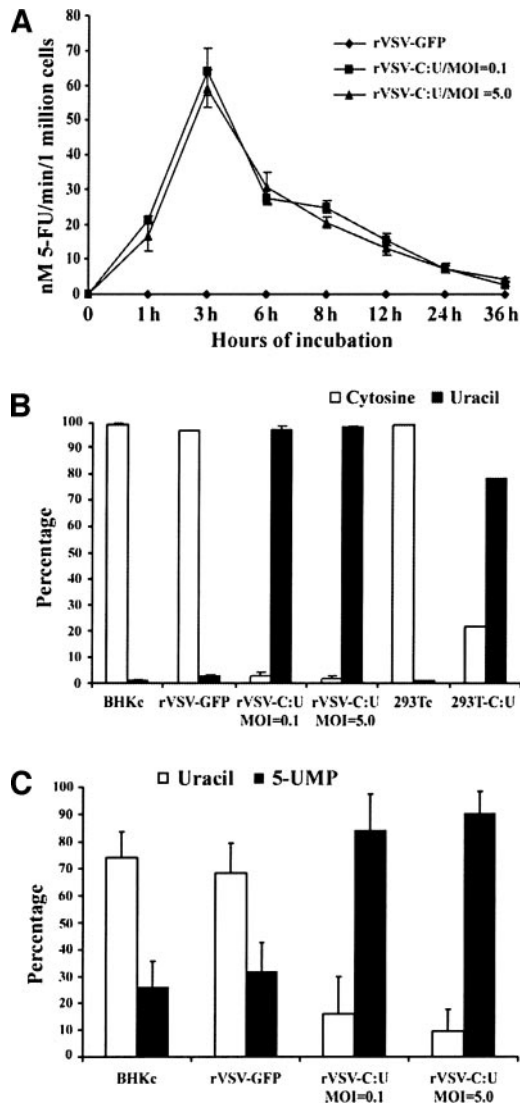 A
80
70
60
50
40
30
20
10
0
nM 5-FU/min/1 million cells
rVSV-GFP
rVSV-C:U/MOI=0.1
rVSV-C:U/MOI =5.0
0 1 h 3 h 6 h 8 h 12 h 24 h 36 h
Hours of incubation
B
Cytosine Uracil
100
90
80
70
60
50
40
30
20
10
0
Percentage
BHKc rVSV-GFP rVSV-C:U rVSV-C:U 293Tc 293T-C:U
MOI=0.1 MOI=5.0
C
Uracil 5-UMP
100
90
80
70
60
50
40
30
20
10
0
Percentage
BHKc rVSV-GFP rVSV-C:U rVSV-C:U
MOI=0.1 MOI=5.0